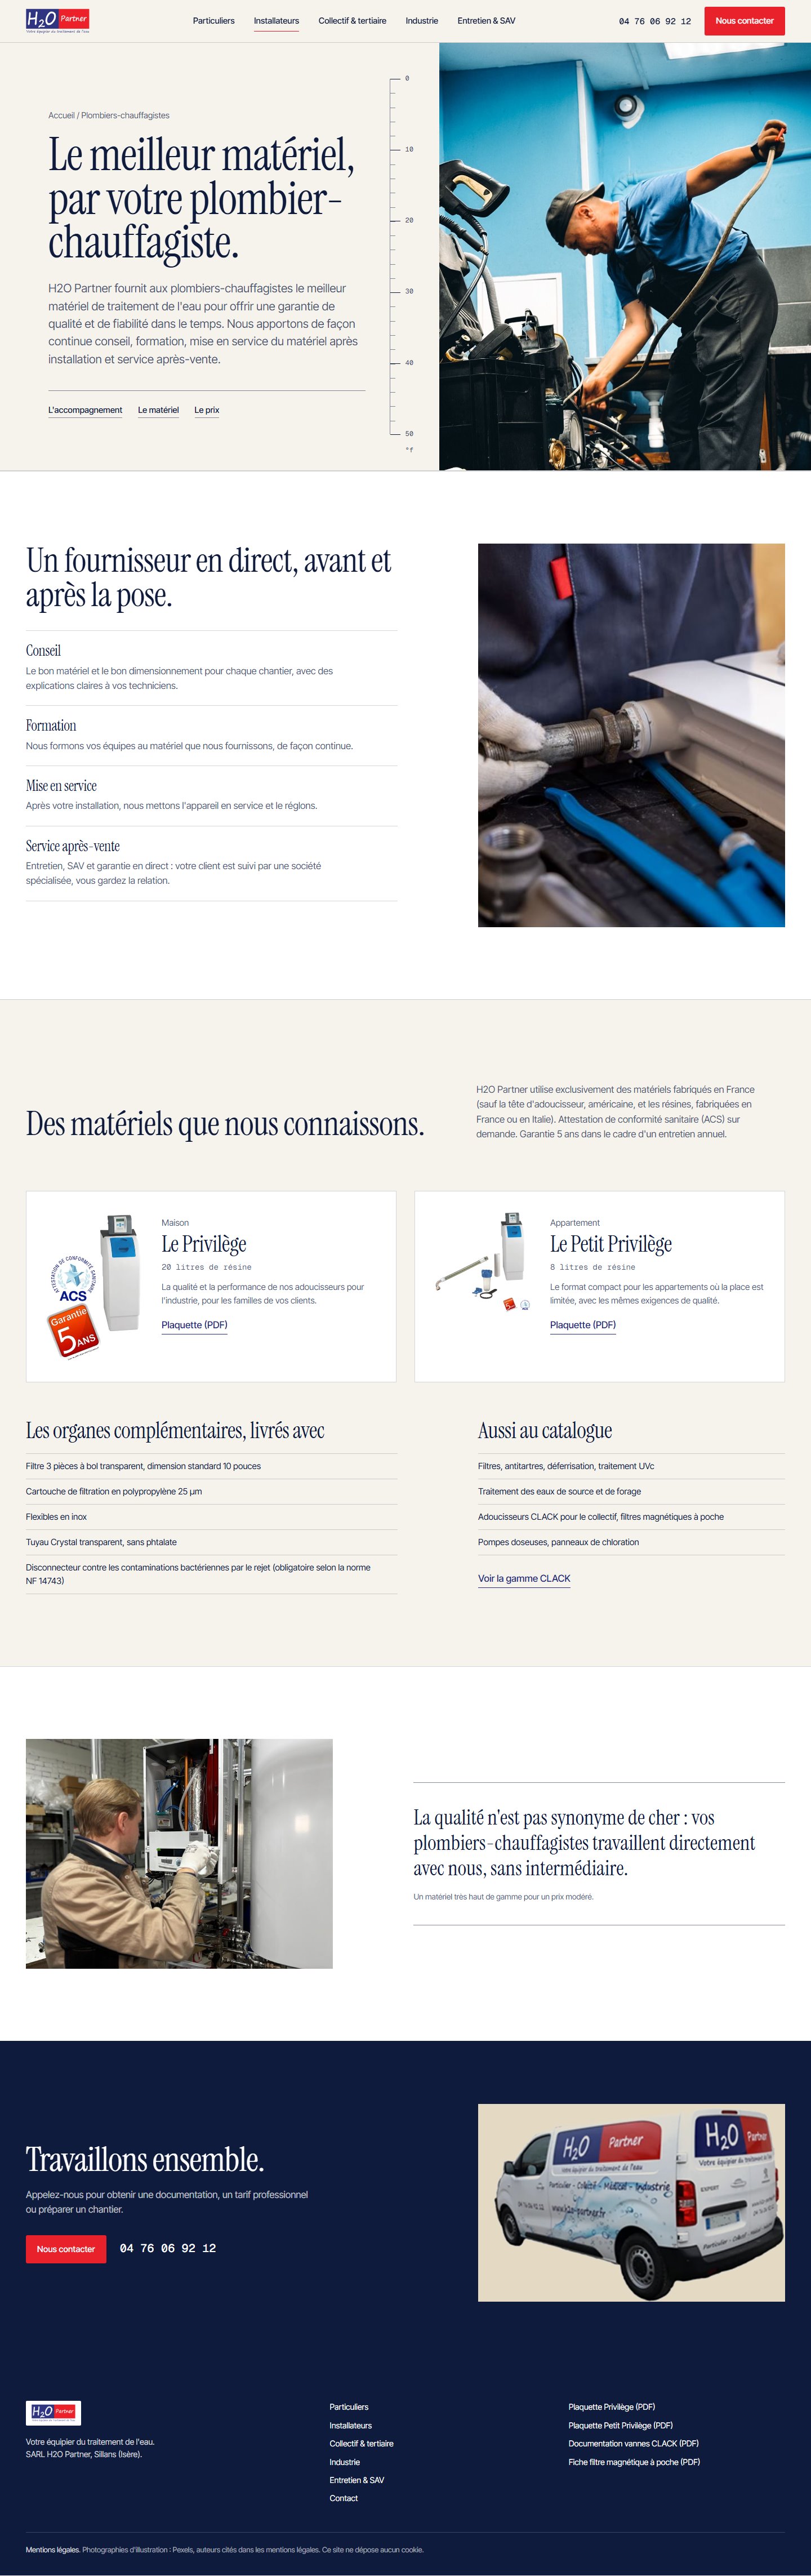 H2O Partner
Votre équipier du traitement de l'eau
Particuliers
Installateurs
Collectif & tertiaire
Industrie
Entretien & SAV
04 76 06 92 12
Nous contacter
Accueil / Plombiers-chauffagistes
Le meilleur matériel,
par votre plombier-
chauffagiste.
H2O Partner fournit aux plombiers-chauffagistes le meilleur
matériel de traitement de l'eau pour offrir une garantie de
qualité et de fiabilité dans le temps. Nous apportons de façon
continue conseil, formation, mise en service du matériel après
installation et service après-vente.
L'accompagnement
Le matériel
Le prix
0
10
20
30
40
50
°f
Un fournisseur en direct, avant et
après la pose.
Conseil
Le bon matériel et le bon dimensionnement pour chaque chantier, avec des
explications claires à vos techniciens.
Formation
Nous formons vos équipes au matériel que nous fournissons, de façon continue.
Mise en service
Après votre installation, nous mettons l'appareil en service et le réglons.
Service après-vente
Entretien, SAV et garantie en direct : votre client est suivi par une société
spécialisée, vous gardez la relation.
Des matériels que nous connaissons.
H2O Partner utilise exclusivement des matériels fabriqués en France
(sauf la tête d'adoucisseur, américaine, et les résines, fabriquées en
France ou en Italie). Attestation de conformité sanitaire (ACS) sur
demande. Garantie 5 ans dans le cadre d'un entretien annuel.
ATTESTATION DE CONFORMITÉ SANITAIRE
ACS
Garantie
5 ANS
Maison
Le Privilège
20 litres de résine
La qualité et la performance de nos adoucisseurs pour
l'industrie, pour les familles de vos clients.
Plaquette (PDF)
Appartement
Le Petit Privilège
8 litres de résine
Le format compact pour les appartements où la place est
limitée, avec les mêmes exigences de qualité.
Plaquette (PDF)
Les organes complémentaires, livrés avec
Filtre 3 pièces à bol transparent, dimension standard 10 pouces
Cartouche de filtration en polypropylène 25 µm
Flexibles en inox
Tuyau Crystal transparent, sans phtalate
Disconnecteur contre les contaminations bactériennes par le rejet (obligatoire selon la norme
NF 14743)
Aussi au catalogue
Filtres, antitartres, déferrisation, traitement UVc
Traitement des eaux de source et de forage
Adoucisseurs CLACK pour le collectif, filtres magnétiques à poche
Pompes doseuses, panneaux de chloration
Voir la gamme CLACK
La qualité n'est pas synonyme de cher : vos
plombiers-chauffagistes travaillent directement
avec nous, sans intermédiaire.
Un matériel très haut de gamme pour un prix modéré.
Travaillons ensemble.
Appelez-nous pour obtenir une documentation, un tarif professionnel
ou préparer un chantier.
Nous contacter
04 76 06 92 12
H2O Partner
Votre équipier du traitement de l'eau
H2O Partner
Votre équipier du traitement de l'eau
EXPERT
H2O Partner
Votre équipier du traitement de l'eau.
SARL H2O Partner, Sillans (Isère).
Particuliers
Installateurs
Collectif & tertiaire
Industrie
Entretien & SAV
Contact
Plaquette Privilège (PDF)
Plaquette Petit Privilège (PDF)
Documentation vannes CLACK (PDF)
Fiche filtre magnétique à poche (PDF)
Mentions légales. Photographies d'illustration : Pexels, auteurs cités dans les mentions légales. Ce site ne dépose aucun cookie.